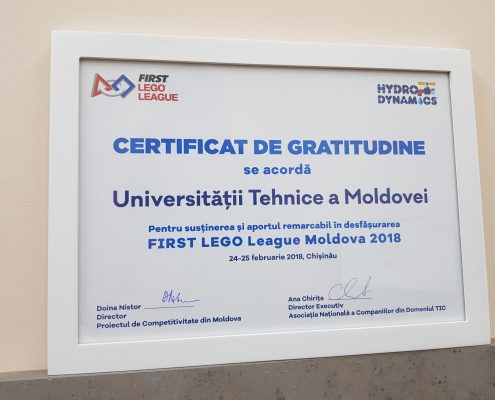 FIRST
LEGO
LEAGUE
HYDRO
DYNAMICS
CERTIFICAT DE GRATITUDINE
se acordă
Universității Tehnice a Moldovei
Pentru susținerea și aportul remarcabil în desfășurarea
FIRST LEGO League Moldova 2018
24-25 februarie 2018, Chișinău
Doina Nistor
Director
Proiectul de Competitivitate din Moldova
Ana Chirița
Director Executiv
Asociația Națională a Companiilor din Domeniul TIC